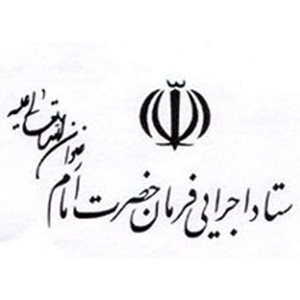 ستاد اجرایی فرمان حضرت امام
رضوان الله تعالی علیه